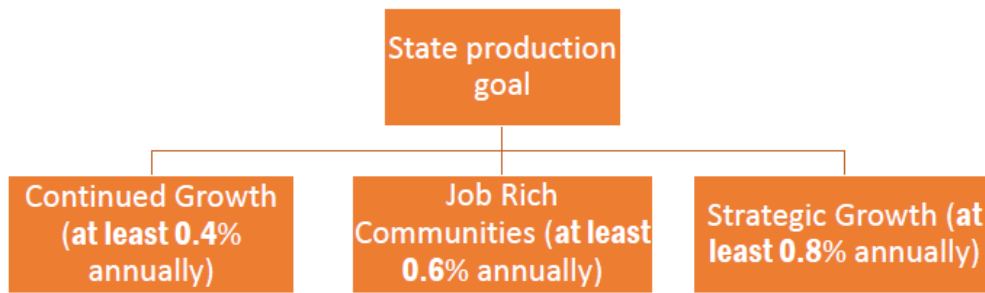 State production
goal
Continued Growth
(at least 0.4%
annually)
Job Rich
Communities (at least
0.6% annually)
Strategic Growth (at
least 0.8% annually)